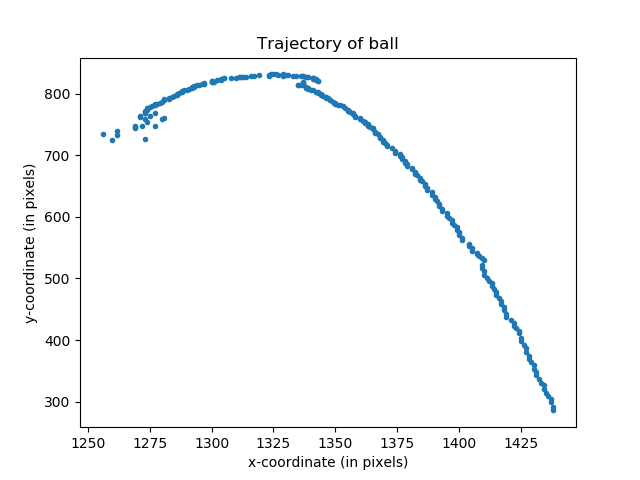 Trajectory of ball
y-coordinate (in pixels)
800
700
600
500
400
300
1250 1275 1300 1325 1350 1375 1400 1425
x-coordinate (in pixels)